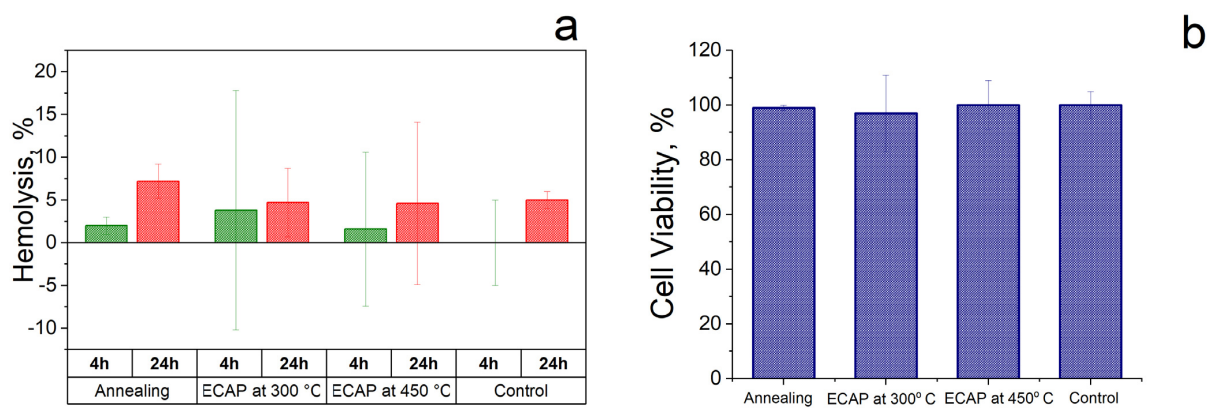 a
Hemolysis, %
20
15
10
5
0
-5
-10
4h 24h 4h 24h 4h 24h 4h 24h
Annealing ECAP at 300 °C ECAP at 450 °C Control
b
Cell Viability, %
120
100
80
60
40
20
0
Annealing ECAP at 300° C ECAP at 450° C Control